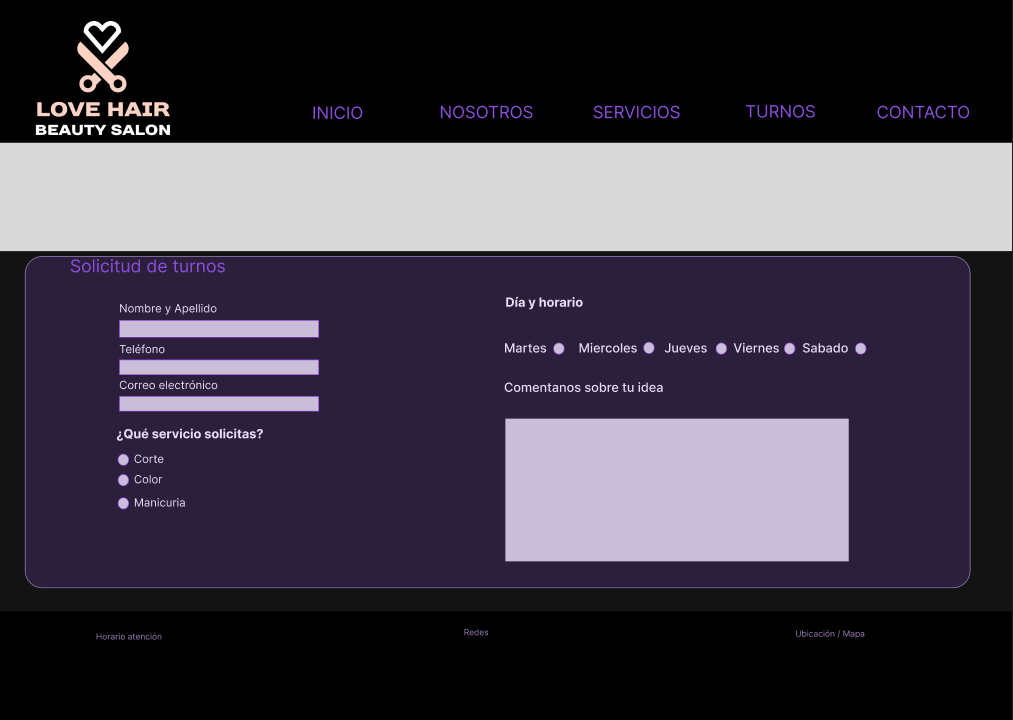 LOVE HAIR
BEAUTY SALON
INICIO
NOSOTROS
SERVICIOS
TURNOS
CONTACTO
Solicitud de turnos
Nombre y Apellido
Teléfono
Correo electrónico
¿Qué servicio solicitas?
Corte
Color
Manicuria
Día y horario
Martes Miercoles Jueves Viernes Sabado
Comentanos sobre tu idea
Horario atención
Redes
Ubicación / Mapa